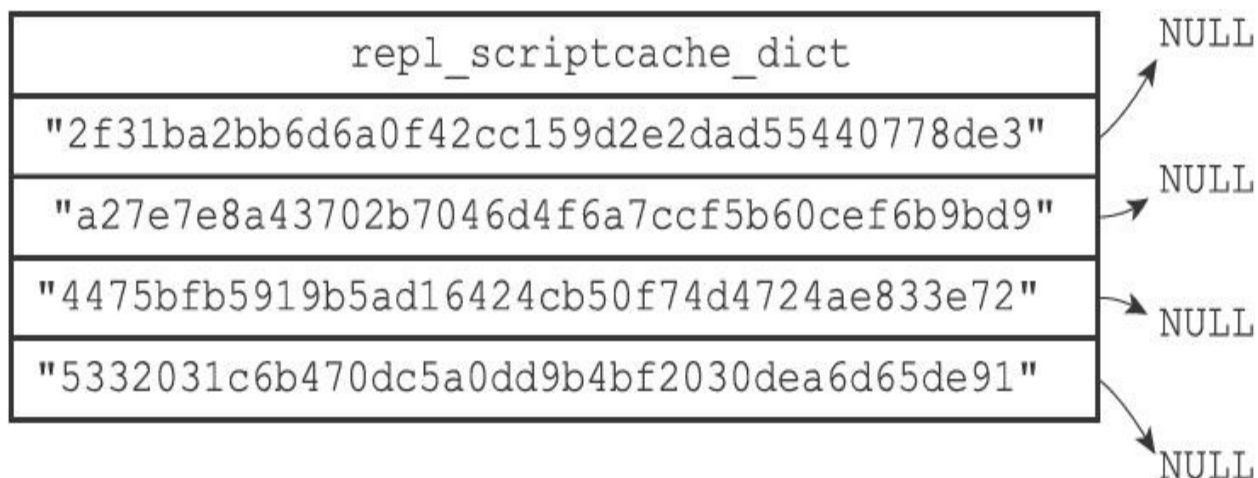 repl_scriptcache_dict
NULL
"2f31ba2bb6d6a0f42cc159d2e2dad55440778de3"
NULL
"a27e7e8a43702b7046d4f6a7ccf5b60cef6b9bd9"
"4475bfb5919b5ad16424cb50f74d4724ae833e72"
NULL
"5332031c6b470dc5a0dd9b4bf2030dea6d65de91"
NULL